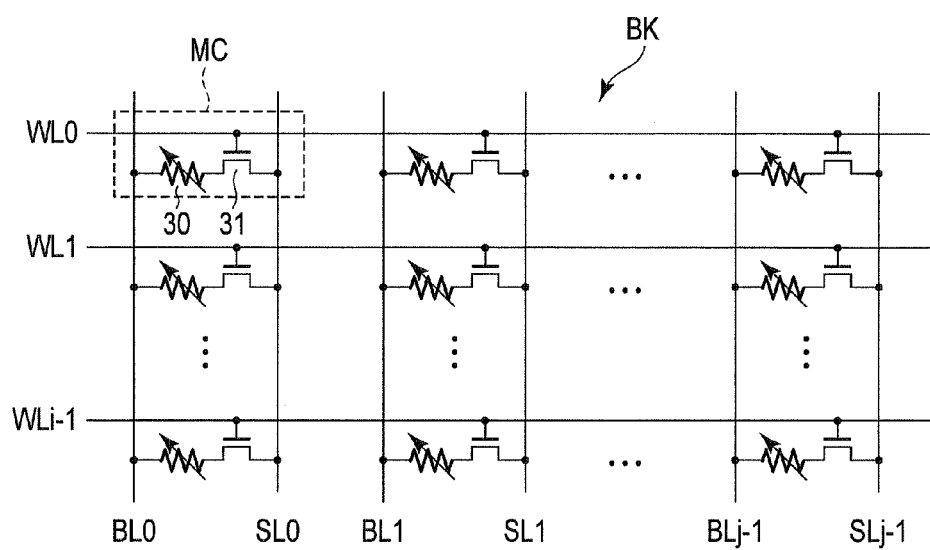 MC
BK
WL0
30
31
...
WL1
...
WLi-1
...
BL0
SL0
BL1
SL1
BLj-1
SLj-1